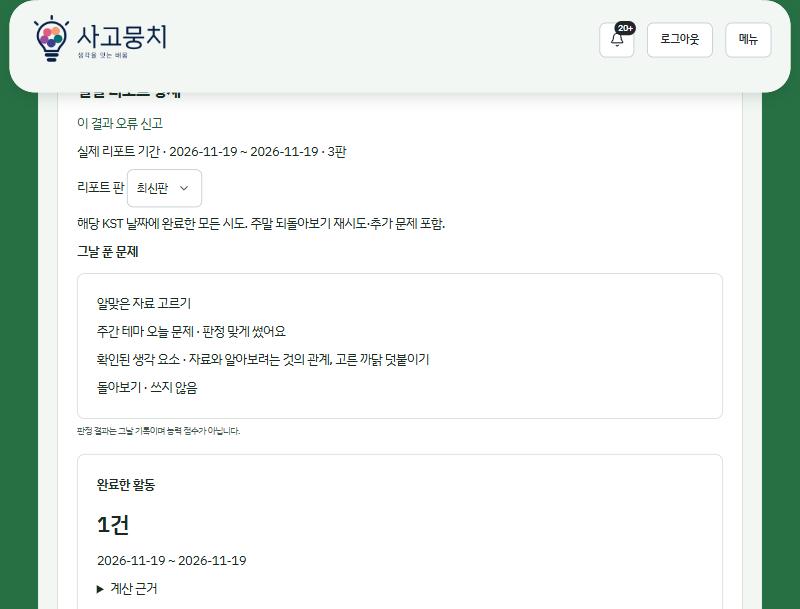 사고뭉치
생각을 잇는 배움
20+
로그아웃
메뉴
이 결과 오류 신고
실제 리포트 기간 · 2026-11-19 ~ 2026-11-19 · 3판
리포트 판 최신판
해당 KST 날짜에 완료한 모든 시도. 주말 되돌아보기 재시도·추가 문제 포함.
그날 푼 문제
알맞은 자료 고르기
주간 테마 오늘 문제 · 판정 맞게 썼어요
확인된 생각 요소 · 자료와 알아보려는 것의 관계, 고른 까닭 덧붙이기
돌아보기 · 쓰지 않음
판정 결과는 그날 기록이며 능력 점수가 아닙니다.
완료한 활동
1건
2026-11-19 ~ 2026-11-19
▶ 계산 근거